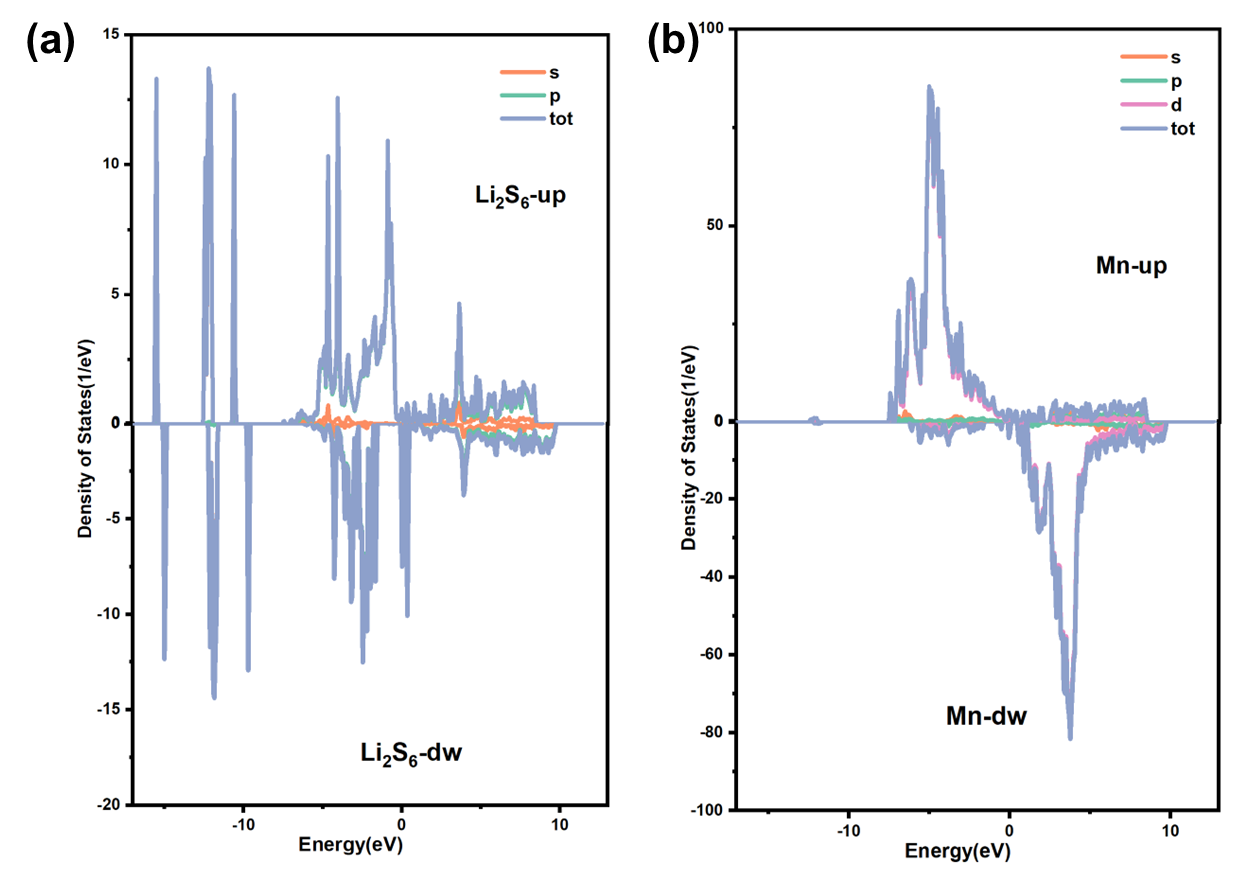 (a)
15
10
5
0
-5
-10
-15
-20
Density of States(1/eV)
s
p
tot
Li₂S₆-up
Li₂S₆-dw
-10
0
10
Energy(eV)
(b)
100
50
0
-20
-40
-60
-80
-100
Density of States(1/eV)
s
p
d
tot
Mn-up
Mn-dw
-10
0
10
Energy(eV)